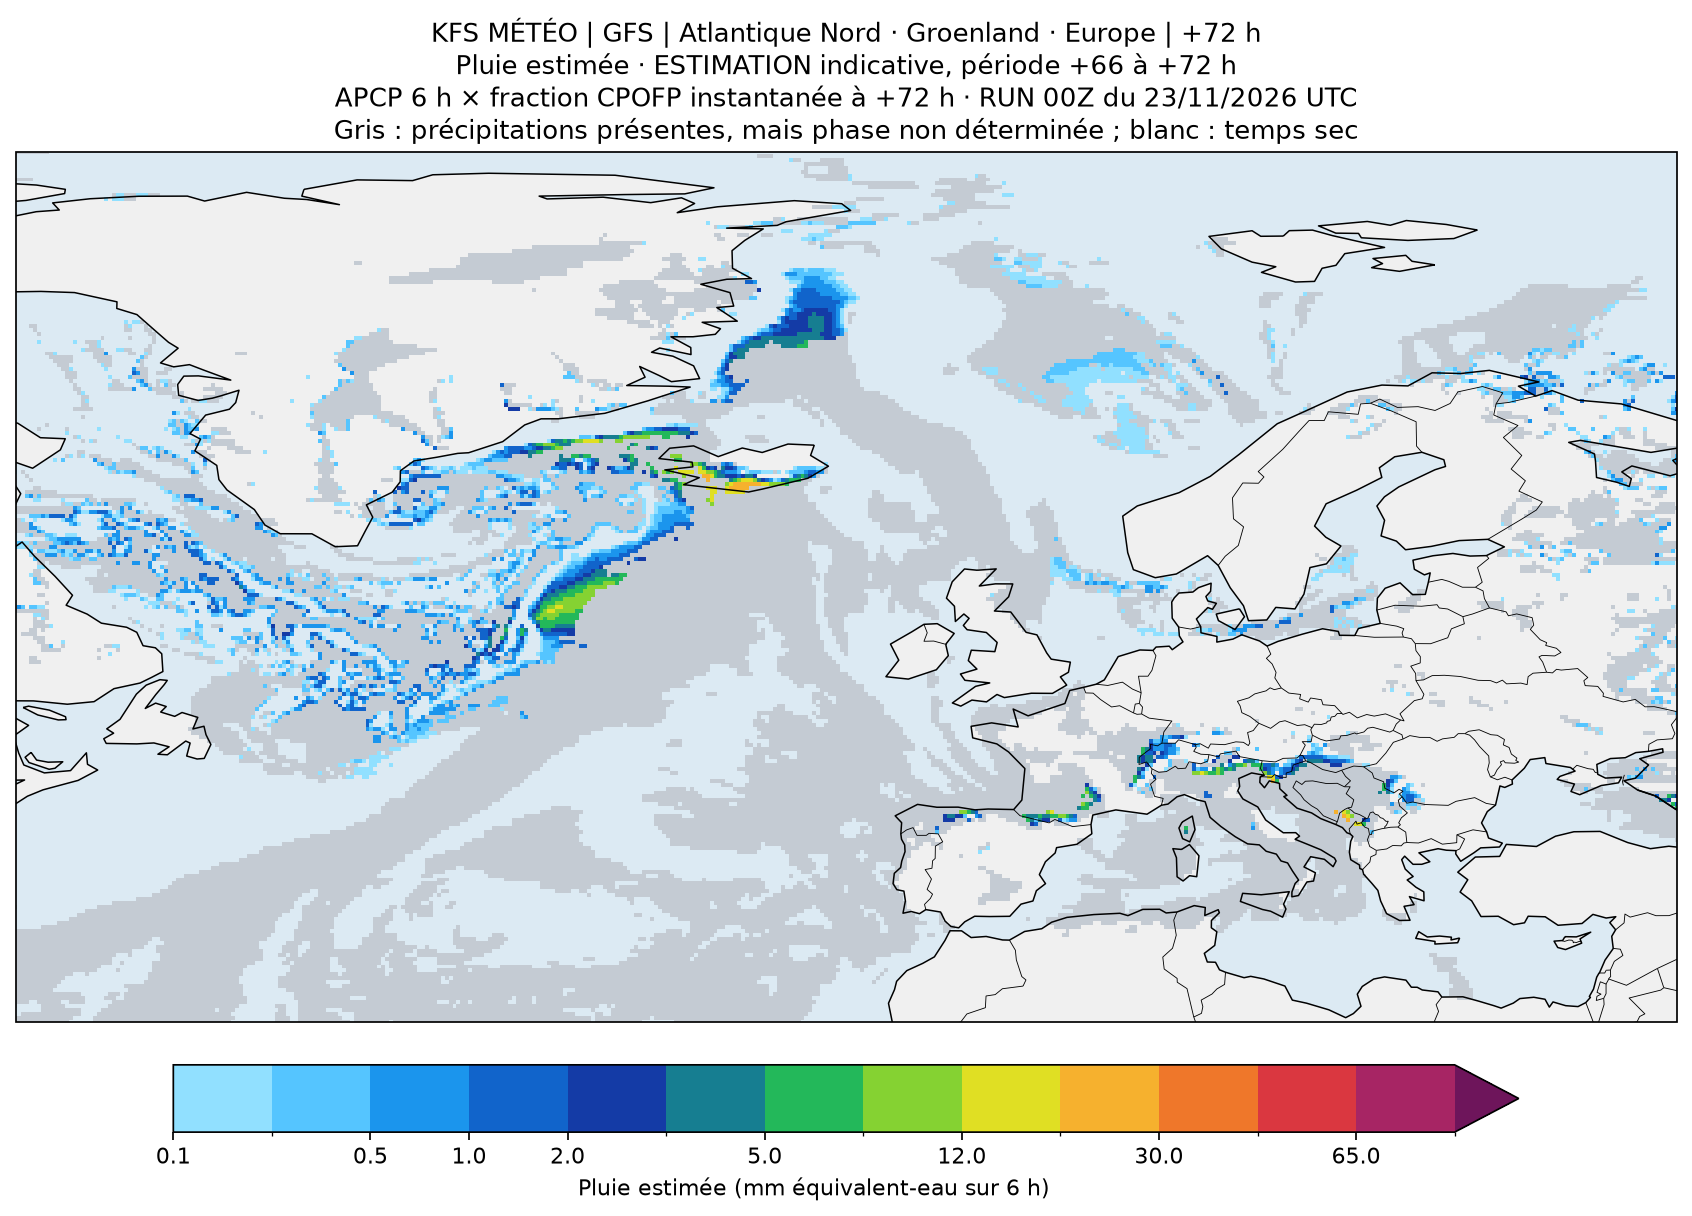 KFS MÉTÉO | GFS | Atlantique Nord · Groenland · Europe | +72 h
Pluie estimée · ESTIMATION indicative, période +66 à +72 h
APCP 6 h × fraction CPOFP instantanée à +72 h · RUN 00Z du 23/11/2026 UTC
Gris : précipitations présentes, mais phase non déterminée ; blanc : temps sec
0.1 0.5 1.0 2.0 5.0 12.0 30.0 65.0
Pluie estimée (mm équivalent-eau sur 6 h)